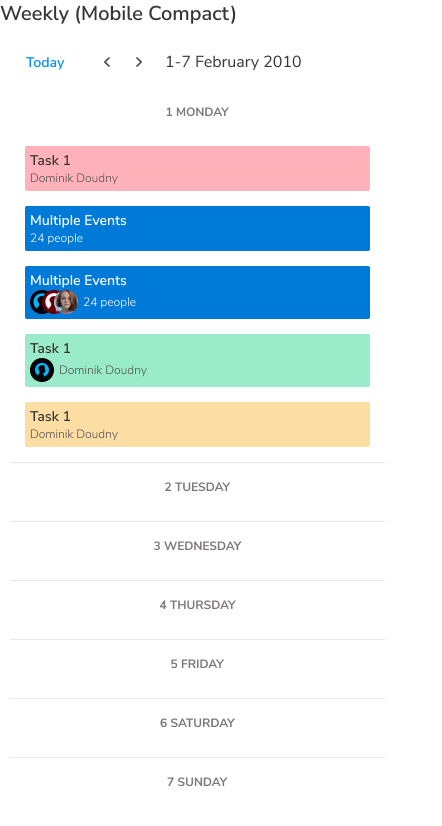 Weekly (Mobile Compact)
Today
1-7 February 2010
1 MONDAY
Task 1
Dominik Doudny
Multiple Events
24 people
Multiple Events
24 people
Task 1
Dominik Doudny
Task 1
Dominik Doudny
2 TUESDAY
3 WEDNESDAY
4 THURSDAY
5 FRIDAY
6 SATURDAY
7 SUNDAY